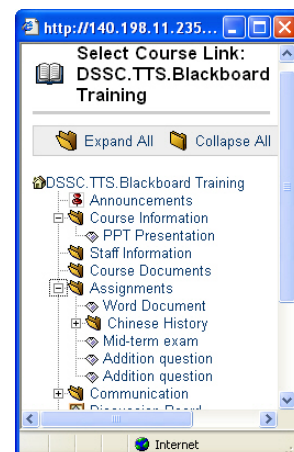 http://140.198.11.235...
Select Course Link:
DSSC.TTS.Blackboard
Training
Expand All Collapse All
DSSC.TTS.Blackboard Training
Announcements
Course Information
PPT Presentation
Staff Information
Course Documents
Assignments
Word Document
Chinese History
Mid-term exam
Addition question
Addition question
Communication
Discussion Board
Internet